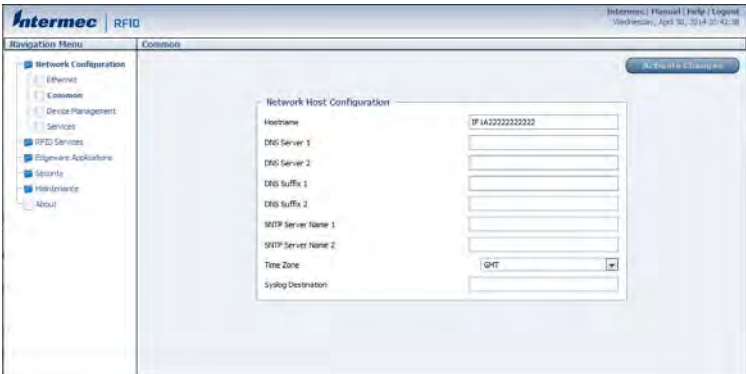 Intermec RFID
Intermec | Manual | Help | Logout
Wednesday, April 30, 2014
Navigation Menu
Common
Network Configuration
Ethernet
Common
Device Management
Services
RFID Services
Edgeware Applications
Security
Maintenance
About
Activate Changes
Network Host Configuration
Hostname
IF1A22222222222
DNS Server 1
DNS Server 2
DNS Suffix 1
DNS Suffix 2
SNTP Server Name 1
SNTP Server Name 2
Time Zone
GMT
Syslog Destination